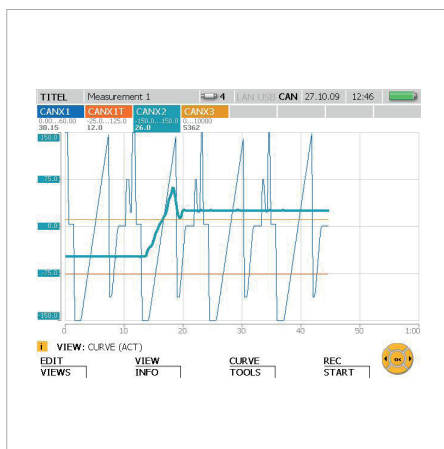 TITEL Measurement 1 4 LAN USB CAN 27.10.09 12:46
CANX1 CANX1T CANX2 CANX3
0.00...60.00 -25.0...125.0 -150.0...150.0 0...10000
30.15 12.0 26.0 5362
150.0
75.0
0.0
-75.0
-150.0
0 10 20 30 40 50 1:00
i VIEW: CURVE (ACT)
EDIT VIEW CURVE REC
VIEWS INFO TOOLS START
OK